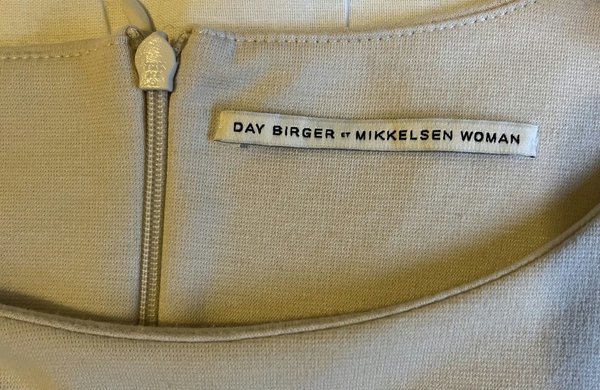 DAY BIRGER ET MIKKELSEN WOMAN